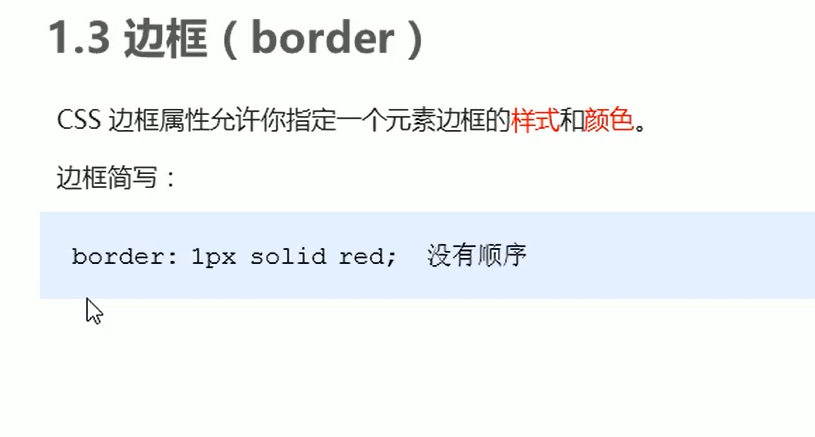 1.3 边框（border）
CSS 边框属性允许你指定一个元素边框的样式和颜色。
边框简写：
border: 1px solid red;  没有顺序